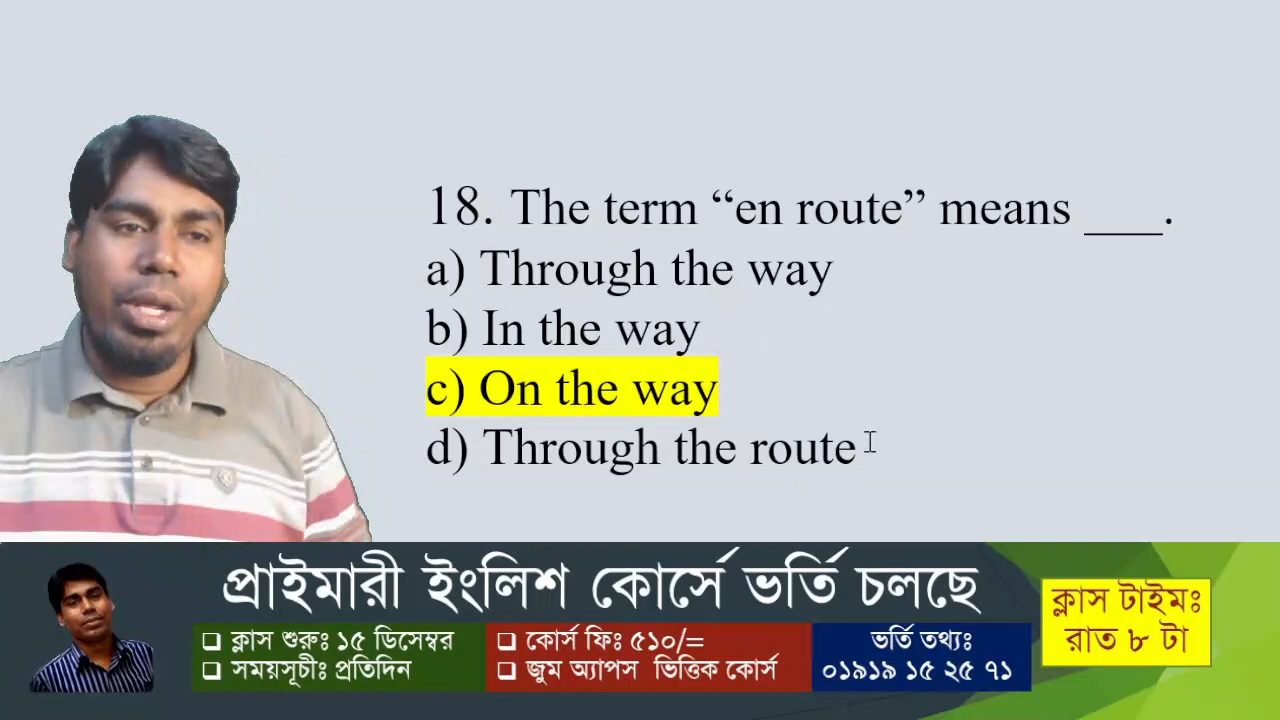 18. The term “en route” means ___.
a) Through the way
b) In the way
c) On the way
d) Through the route
প্রাইমারী ইংলিশ কোর্সে ভর্তি চলছে
❑ ক্লাস শুরুঃ ১৫ ডিসেম্বর
❑ সময়সূচীঃ প্রতিদিন
❑ কোর্স ফিঃ ৫১০/=
❑ জুম অ্যাপস ভিত্তিক কোর্স
ভর্তি তথ্যঃ
০১৯১৯ ১৫ ২৫ ৭১
ক্লাস টাইমঃ
রাত ৮ টা